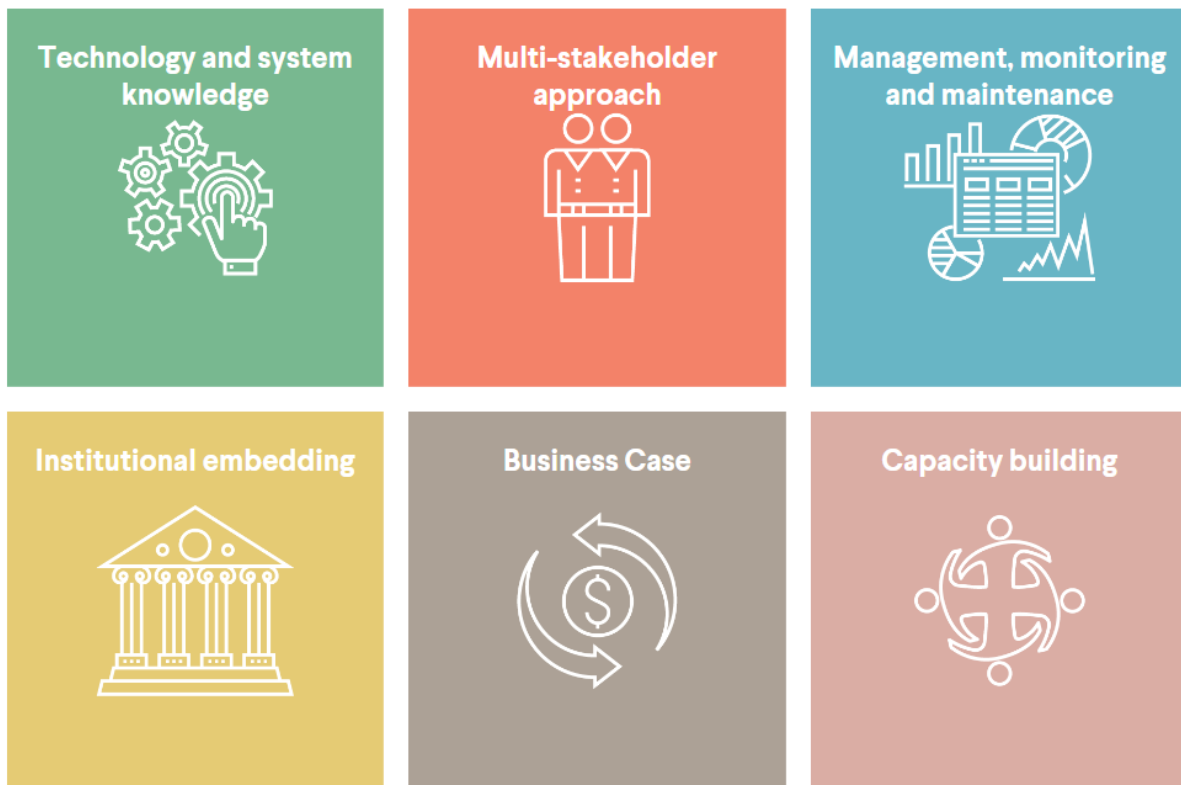 Technology and system
knowledge
Multi-stakeholder
approach
Management, monitoring
and maintenance
Institutional embedding
Business Case
$
Capacity building